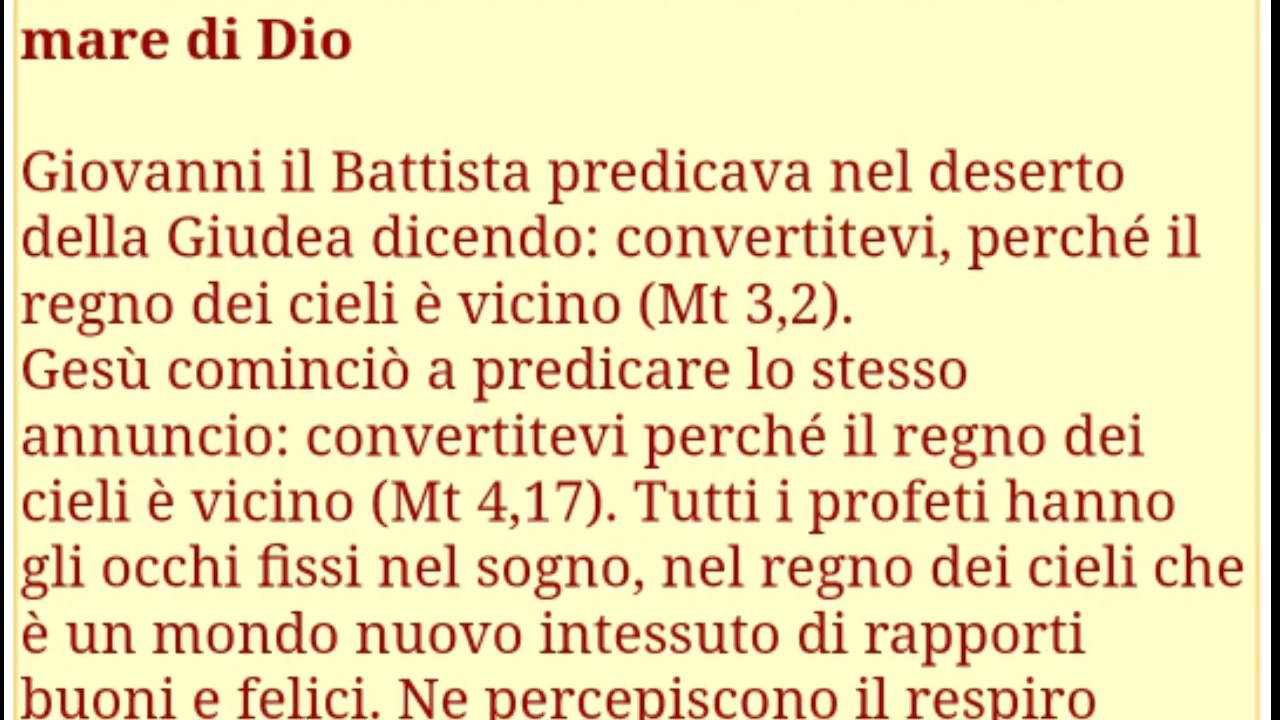 mare di Dio
Giovanni il Battista predicava nel deserto
della Giudea dicendo: convertitevi, perché il
regno dei cieli è vicino (Mt 3,2).
Gesù cominciò a predicare lo stesso
annuncio: convertitevi perché il regno dei
cieli è vicino (Mt 4,17). Tutti i profeti hanno
gli occhi fissi nel sogno, nel regno dei cieli che
è un mondo nuovo intessuto di rapporti
buoni e felici. Ne percepiscono il respiro